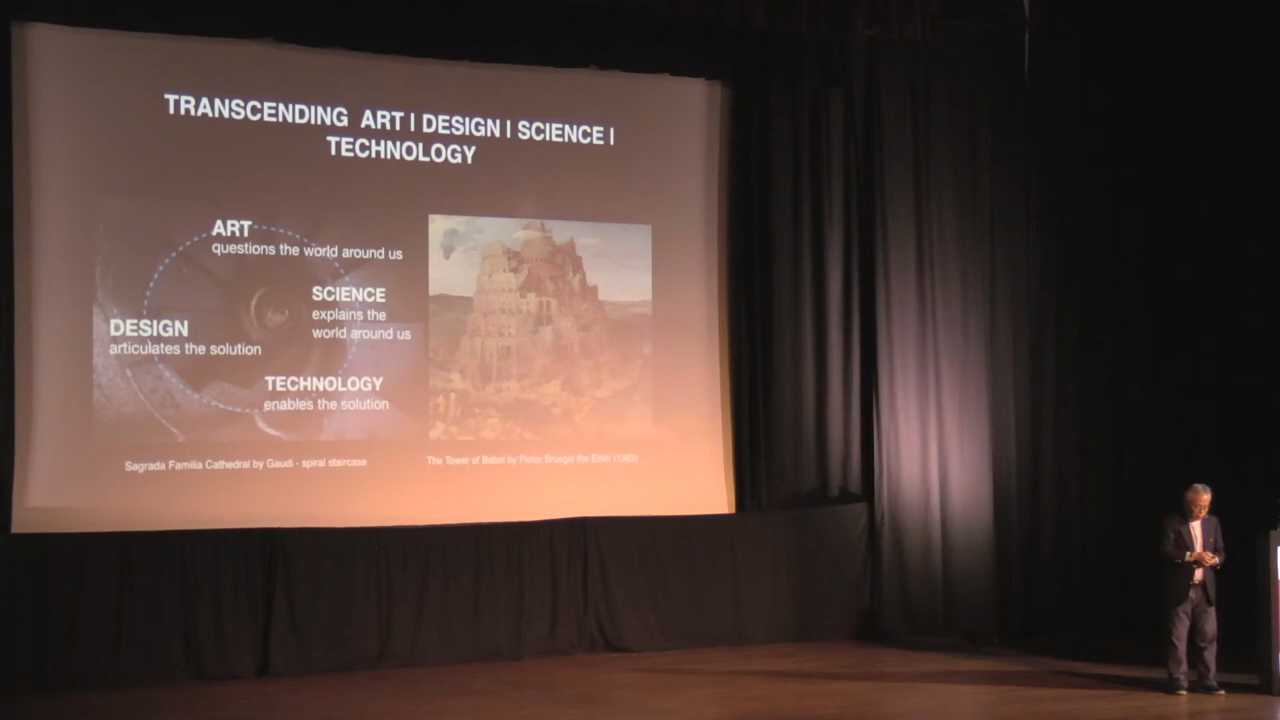 TRANSCENDING ART | DESIGN | SCIENCE |
TECHNOLOGY
ART
questions the world around us
SCIENCE
explains the
world around us
DESIGN
articulates the solution
TECHNOLOGY
enables the solution
Sagrada Familia Cathedral by Gaudi - spiral staircase
The Tower of Babel by Pieter Bruegel the Elder (1563)